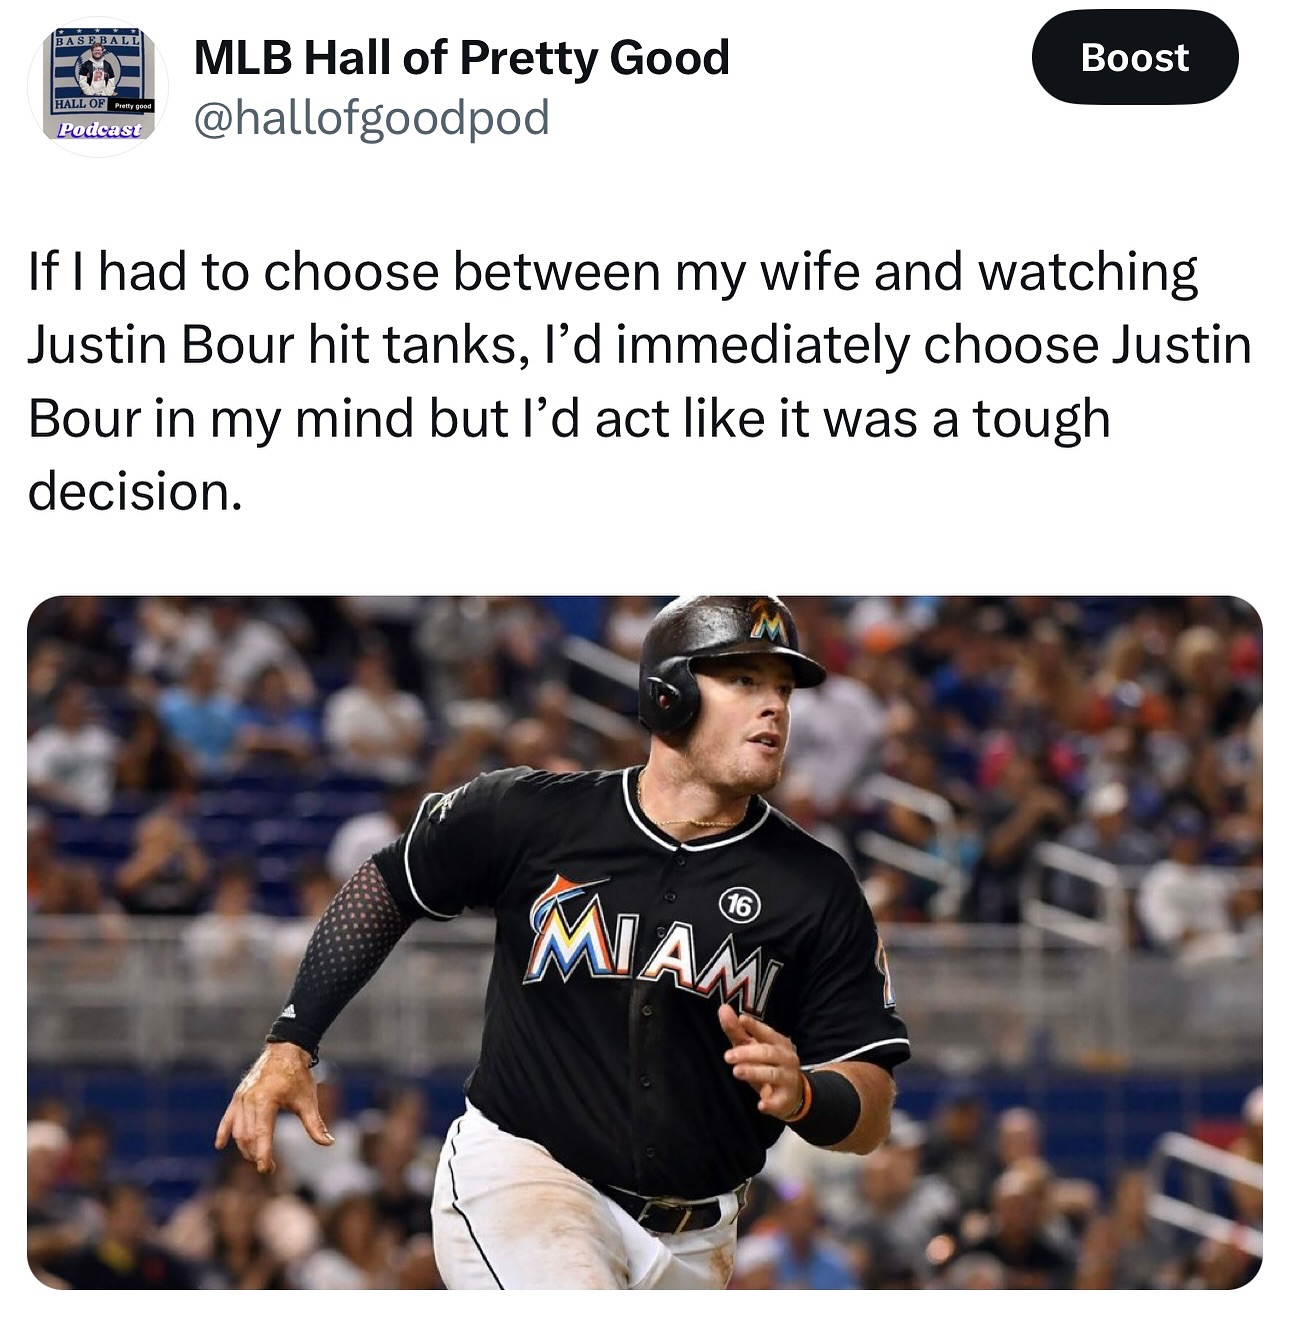 BASEBALL
HALL OF Pretty good
Podcast
MLB Hall of Pretty Good
@hallofgoodpod
Boost
If I had to choose between my wife and watching
Justin Bour hit tanks, I’d immediately choose Justin
Bour in my mind but I’d act like it was a tough
decision.
M
16
MIAMI